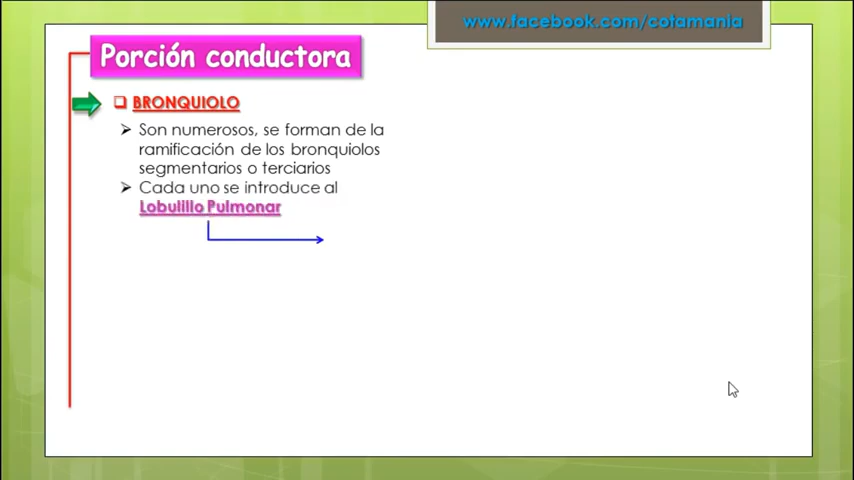 www.facebook.com/cotamania
Porción conductora
BRONQUIOLO
Son numerosos, se forman de la
ramificación de los bronquiolos
segmentarios o terciarios
Cada uno se introduce al
Lobulillo Pulmonar